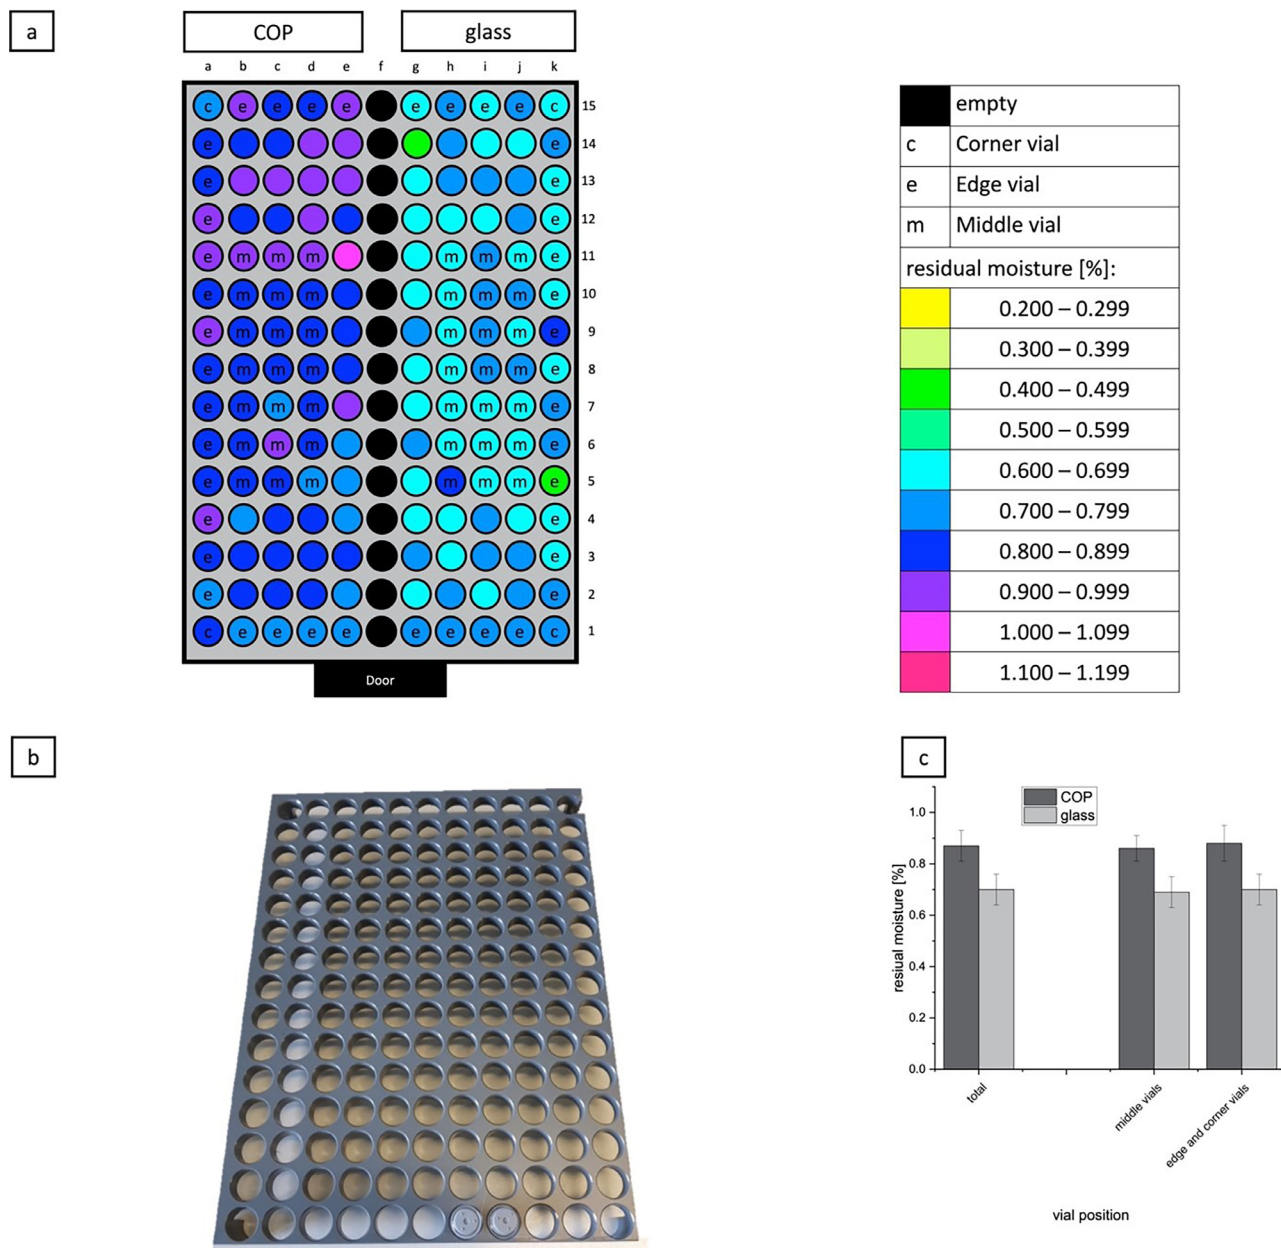 a
COP
glass
a b c d e f g h i j k
c e e e e e e e e c 15
e e 14
e e 13
e e 12
e m m m m m m e 11
e m m m m m m e 10
e m m m m m m e 9
e m m m m m m e 8
e m m m m m m e 7
e m m m m m m e 6
e m m m m m m e 5
e e 4
e e 3
e e 2
c e e e e e e e e c 1
Door
empty
c Corner vial
e Edge vial
m Middle vial
residual moisture [%]:
0.200 – 0.299
0.300 – 0.399
0.400 – 0.499
0.500 – 0.599
0.600 – 0.699
0.700 – 0.799
0.800 – 0.899
0.900 – 0.999
1.000 – 1.099
1.100 – 1.199
b
c
COP
glass
1.0
0.8
0.6
0.4
0.2
0.0
resiual moisture [%]
total
middle vials
edge and corner vials
vial position